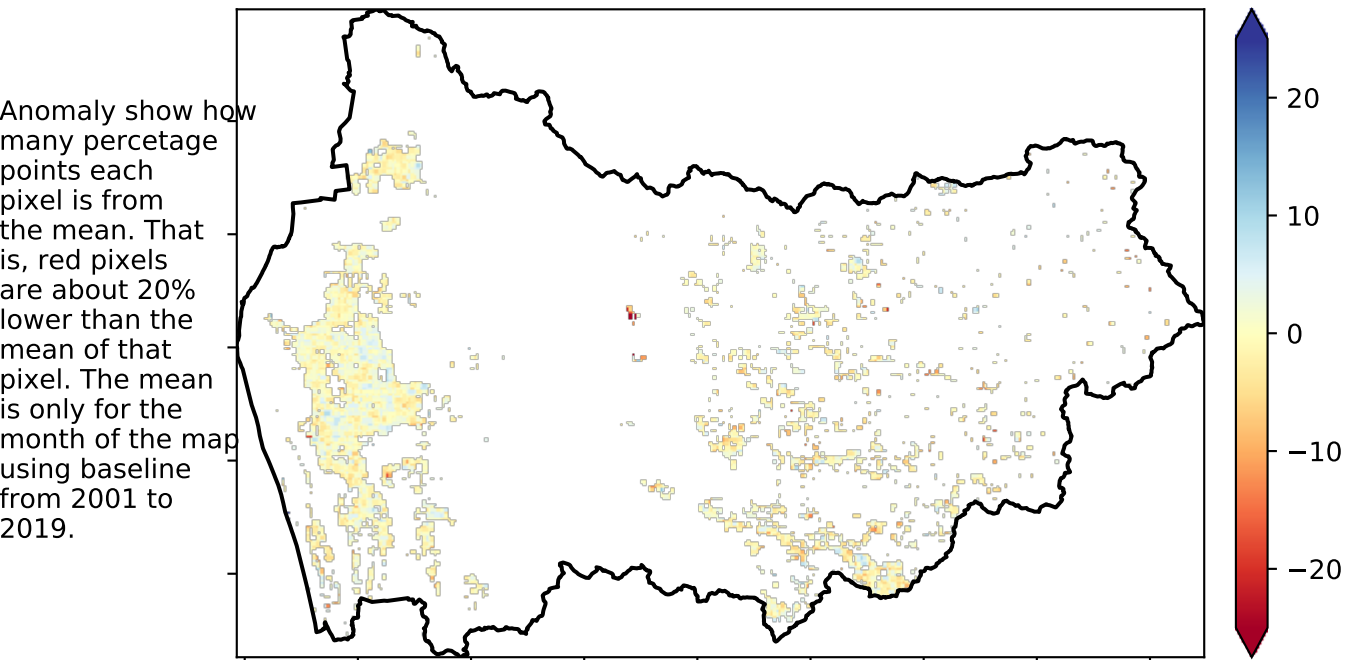 Anomaly show how
many percetage
points each
pixel is from
the mean. That
is, red pixels
are about 20%
lower than the
mean of that
pixel. The mean
is only for the
month of the map
using baseline
from 2001 to
2019.
20
10
0
−10
−20